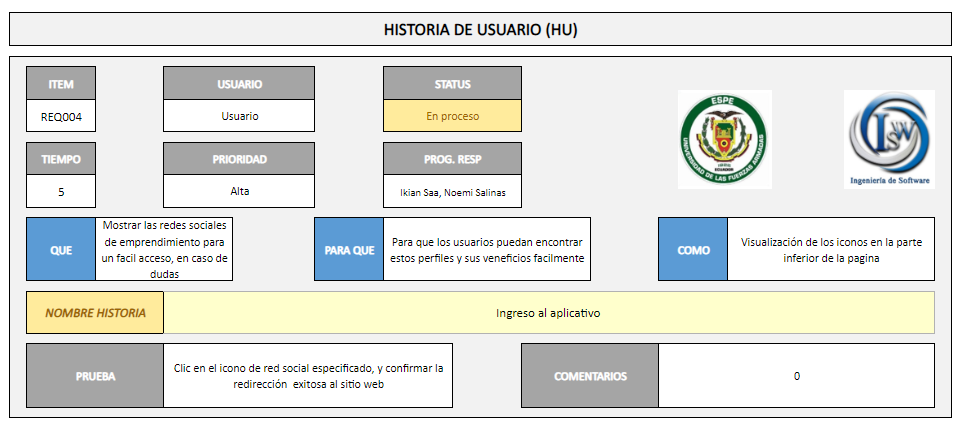 HISTORIA DE USUARIO (HU)
ITEM
USUARIO
STATUS
REQ004
Usuario
En proceso
TIEMPO
PRIORIDAD
PROG. RESP
5
Alta
Ikian Saa, Noemi Salinas
ESPE
UNIVERSIDAD DE LAS FUERZAS ARMADAS
ECUADOR
ISW
Ingeniería de Software
QUE
Mostrar las redes sociales
de emprendimiento para
un facil acceso, en caso de
dudas
PARA QUE
Para que los usuarios puedan encontrar
estos perfiles y sus veneficios facilmente
COMO
Visualización de los iconos en la parte
inferior de la pagina
NOMBRE HISTORIA
Ingreso al aplicativo
PRUEBA
Clic en el icono de red social especificado, y confirmar la
redirección exitosa al sitio web
COMENTARIOS
0